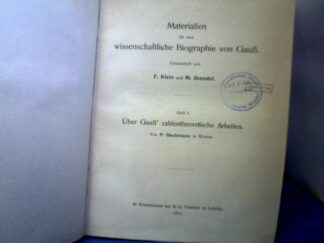 Materialien
für eine
wissenschaftliche Biographie von Gauß.
Gesammelt von
F. Klein und M. Brendel.
Heft I.
Über Gauß' zahlentheoretische Arbeiten.
Von P. Bachmann in Weimar.
In Kommission bei B. G. Teubner in Leipzig
1911.